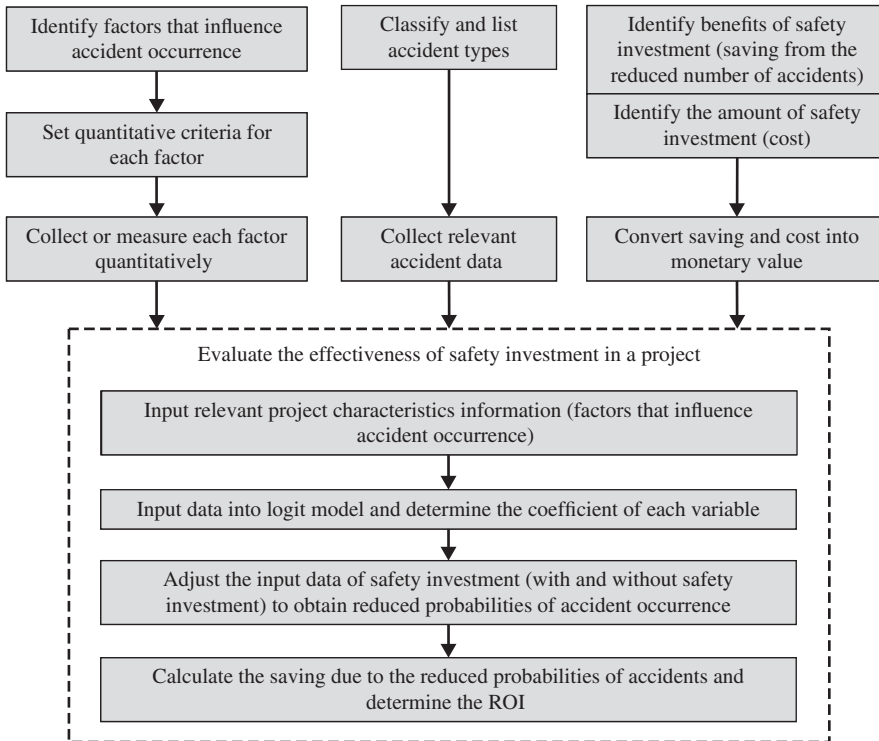 Identify factors that influence
accident occurrence
Set quantitative criteria for
each factor
Collect or measure each factor
quantitatively
Classify and list
accident types
Collect relevant
accident data
Identify benefits of safety
investment (saving from the
reduced number of accidents)
Identify the amount of safety
investment (cost)
Convert saving and cost into
monetary value
Evaluate the effectiveness of safety investment in a project
Input relevant project characteristics information (factors that influence
accident occurrence)
Input data into logit model and determine the coefficient of each variable
Adjust the input data of safety investment (with and without safety
investment) to obtain reduced probabilities of accident occurrence
Calculate the saving due to the reduced probabilities of accidents and
determine the ROI